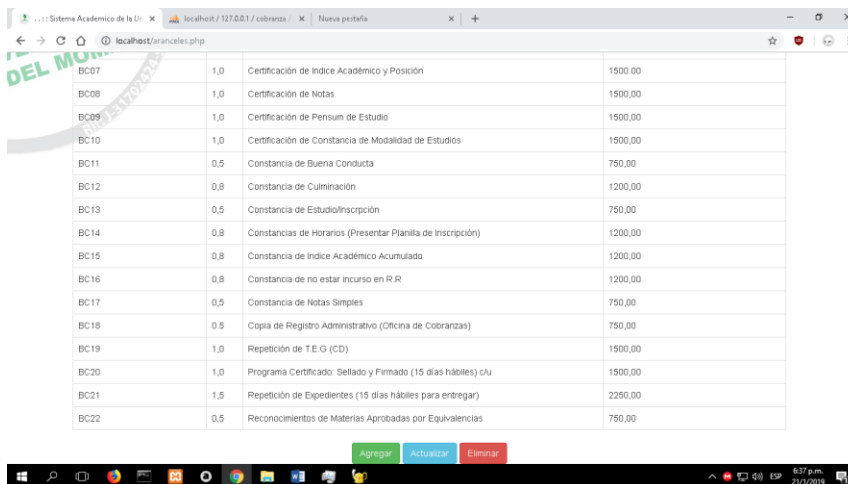 ..:: Sistema Academico de la Un
localhost / 127.0.0.1 / cobranza /
Nueva pestaña
localhost/aranceles.php
DEL MOM
RIF: J-31702424
BC07 1,0 Certificación de Indice Académico y Posición 1500.00
BC08 1,0 Certificación de Notas 1500,00
BC09 1,0 Certificación de Pensum de Estudio 1500,00
BC10 1,0 Certificación de Constancia de Modalidad de Estudios 1500,00
BC11 0,5 Constancia de Buena Conducta 750,00
BC12 0,8 Constancia de Culminación 1200,00
BC13 0,5 Constancia de Estudio/Inscrpción 750,00
BC14 0,8 Constancias de Horarios (Presentar Planilla de Inscripción) 1200,00
BC15 0,8 Constancia de Indice Académico Acumulado 1200,00
BC16 0,8 Constancia de no estar incurso en R.R 1200,00
BC17 0,5 Constancia de Notas Simples 750,00
BC18 0.5 Copia de Registro Administrativo (Oficina de Cobranzas) 750,00
BC19 1,0 Repetición de T.E.G (CD) 1500,00
BC20 1,0 Programa Certificado: Sellado y Firmado (15 días hábiles) c/u 1500,00
BC21 1,5 Repetición de Expedientes (15 días hábiles para entregar) 2250,00
BC22 0,5 Reconocimientos de Materias Aprobadas por Equivalencias 750,00
Agregar Actualizar Eliminar
ESP
6:37 p.m.
21/1/2019